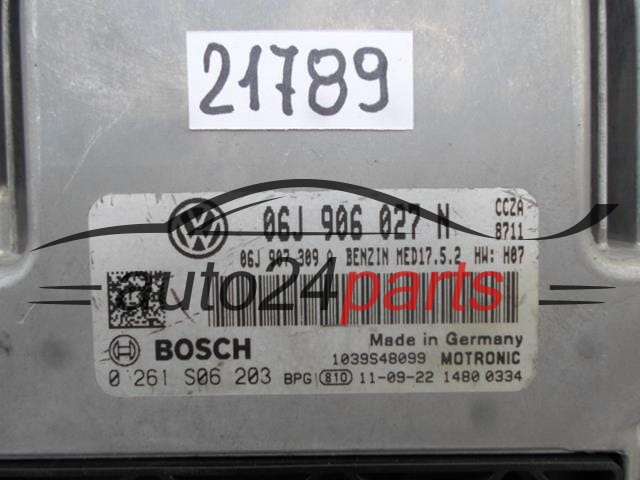 21789
06J 906 027 N
CCZA
8711
06J 907 309 BENZIN MED17.5.2 HW: H07
auto24parts
BOSCH
Made in Germany
1039S48099 MOTRONIC
0 261 S06 203 BPG 810 11-09-22 1480 0334